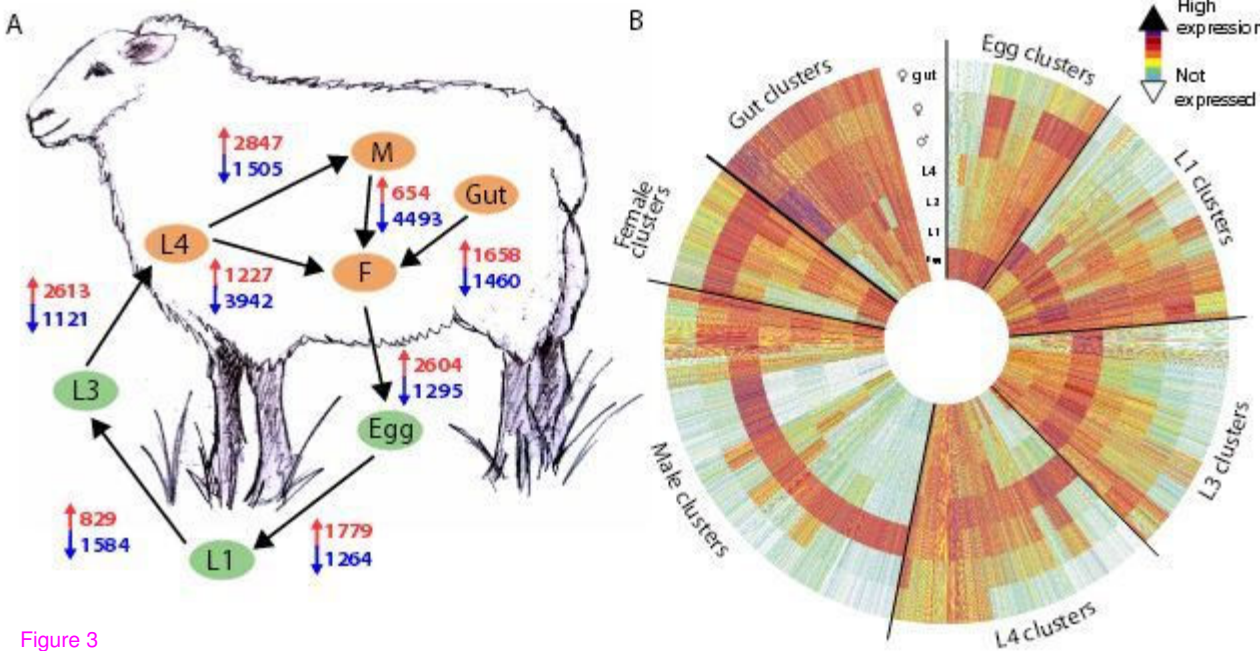 A
2847
1505
M
654
4493
Gut
L4
F
1227
3942
1658
1460
2613
1121
L3
2604
1295
Egg
829
1584
L1
1779
1264
Figure 3
B
High
expression
Not
expressed
Egg clusters
L1 clusters
L3 clusters
L4 clusters
Male clusters
Female
clusters
Gut clusters
♀ gut
♀
♂
L4
L1